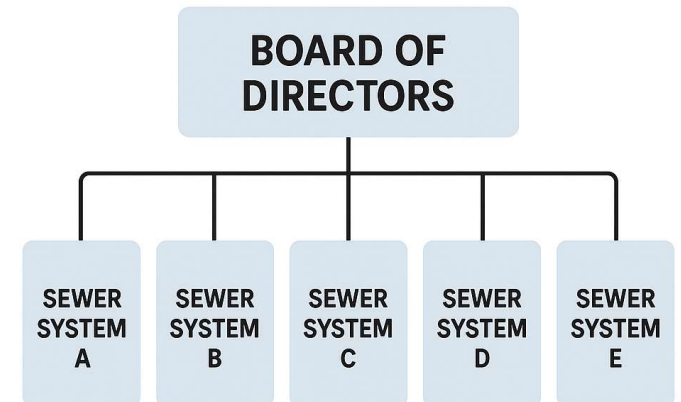 BOARD OF
DIRECTORS
SEWER
SYSTEM
A
SEWER
SYSTEM
B
SEWER
SYSTEM
C
SEWER
SYSTEM
D
SEWER
SYSTEM
E